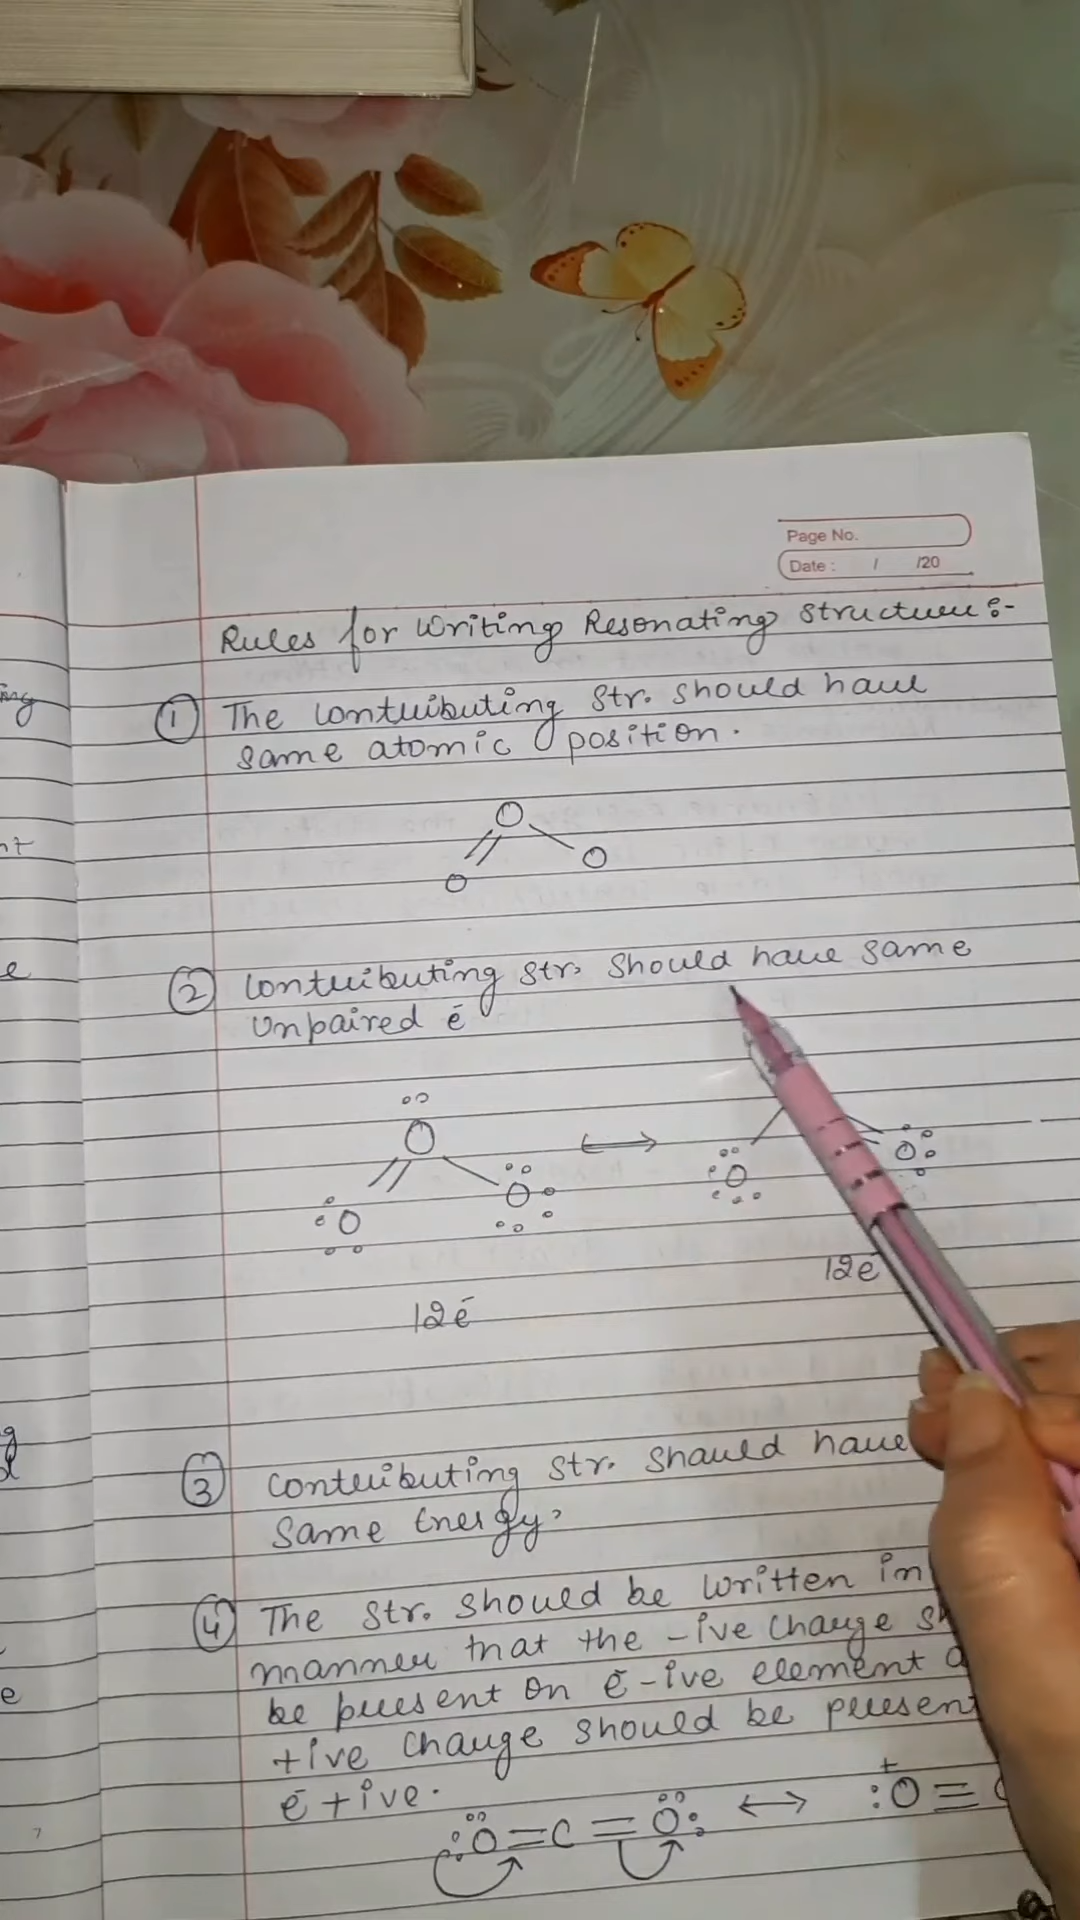 Page No.
Date : / /20
Rules for Writing Resonating Structure :-
① The Contributing Str. should have
same atomic position.
O
O O
② Contributing Str. should have same
Unpaired ē
O ↔
O O O O
12ē 12ē
③ Contributing Str. should have
same Energy.
④ The Str. should be written in
manner that the -ive charge
be present on ē-ive element
+ive charge should be present
ē +ive.
:O=C=O: ↔ :O≡